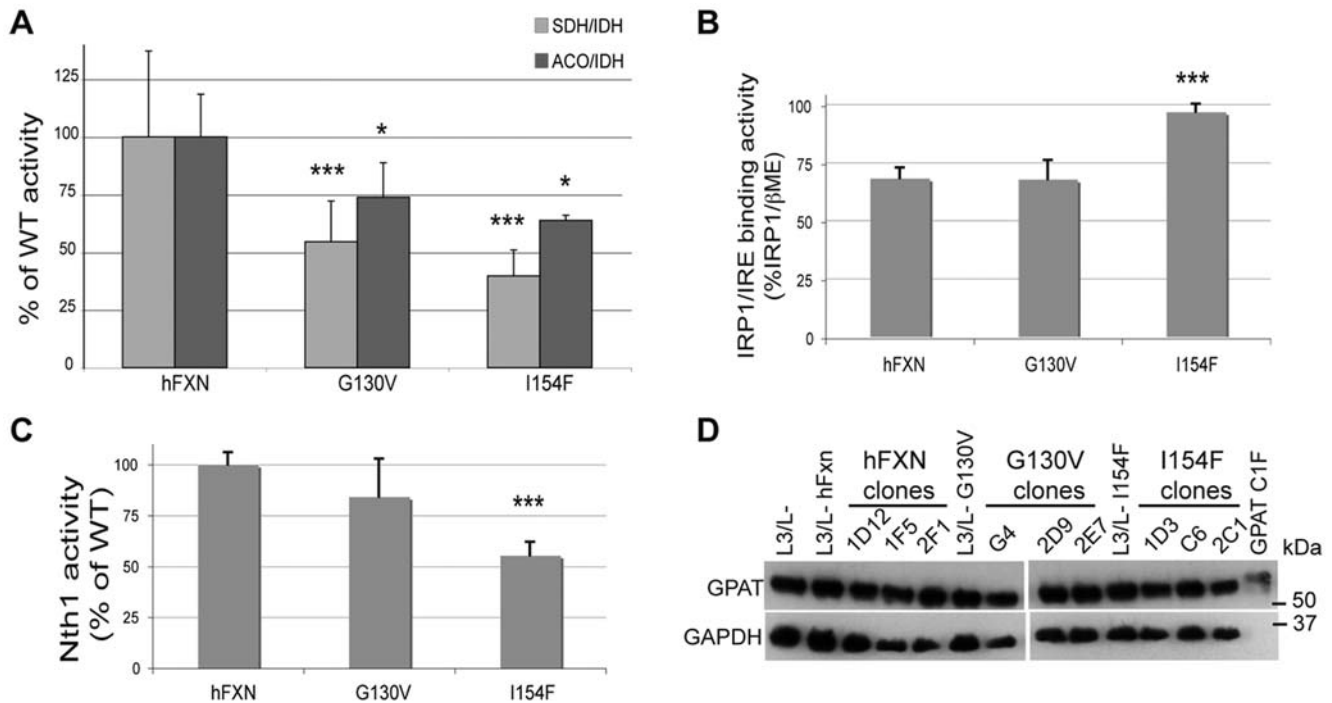 A
SDH/IDH
ACO/IDH
% of WT activity
125
100
75
50
25
0
***
*
***
*
hFXN G130V I154F
B
IRP1/IRE binding activity
(%IRP1/βME)
100
75
50
25
0
***
hFXN G130V I154F
C
Nth1 activity
(% of WT)
100
75
50
25
0
***
hFXN G130V I154F
D
L3/L-
L3/L- hFxn
hFXN
clones
1D12
1F5
2F1
L3/L- G130V
G130V
clones
G4
2D9
2E7
L3/L- I154F
I154F
clones
1D3
C6
2C1
GPAT C1F
kDa
GPAT
50
37
GAPDH